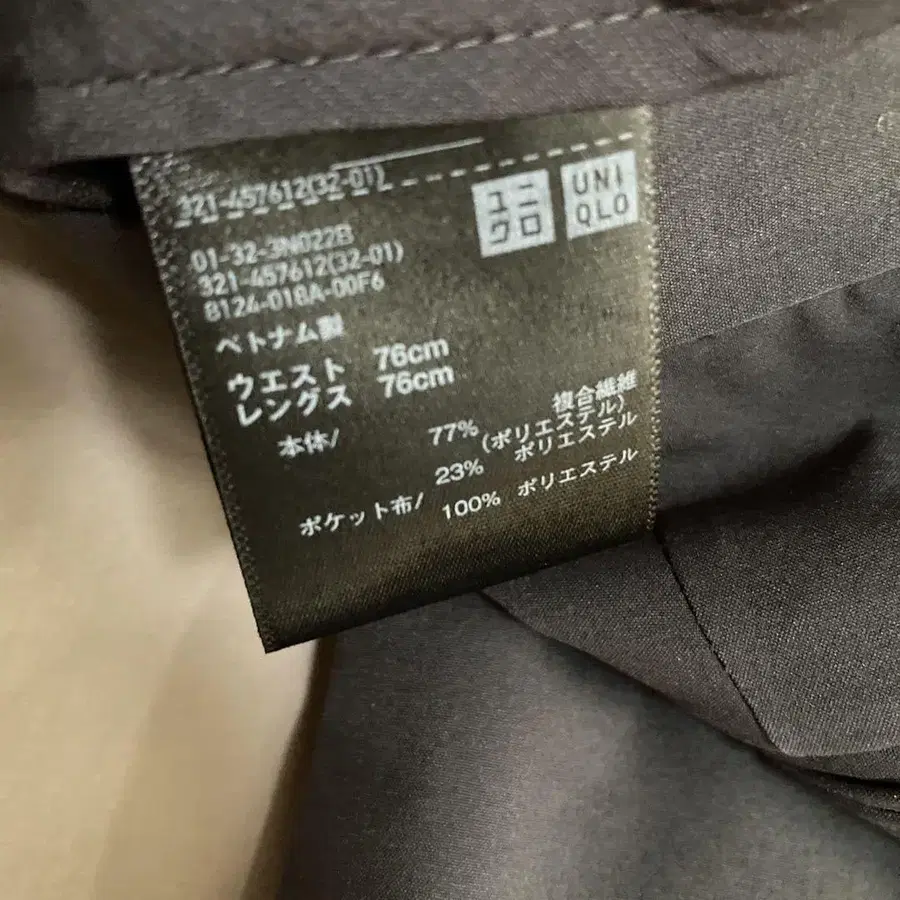 321-457612(32-01)
ユニ
クロ
UNI
QLO
01-32-3N022B
321-457612(32-01)
8124-018A-00F6
ベトナム製
ウエスト 76cm
レングス 76cm
本体/ 77% 複合繊維
(ポリエステル)
23% ポリエステル
ポケット布/ 100% ポリエステル